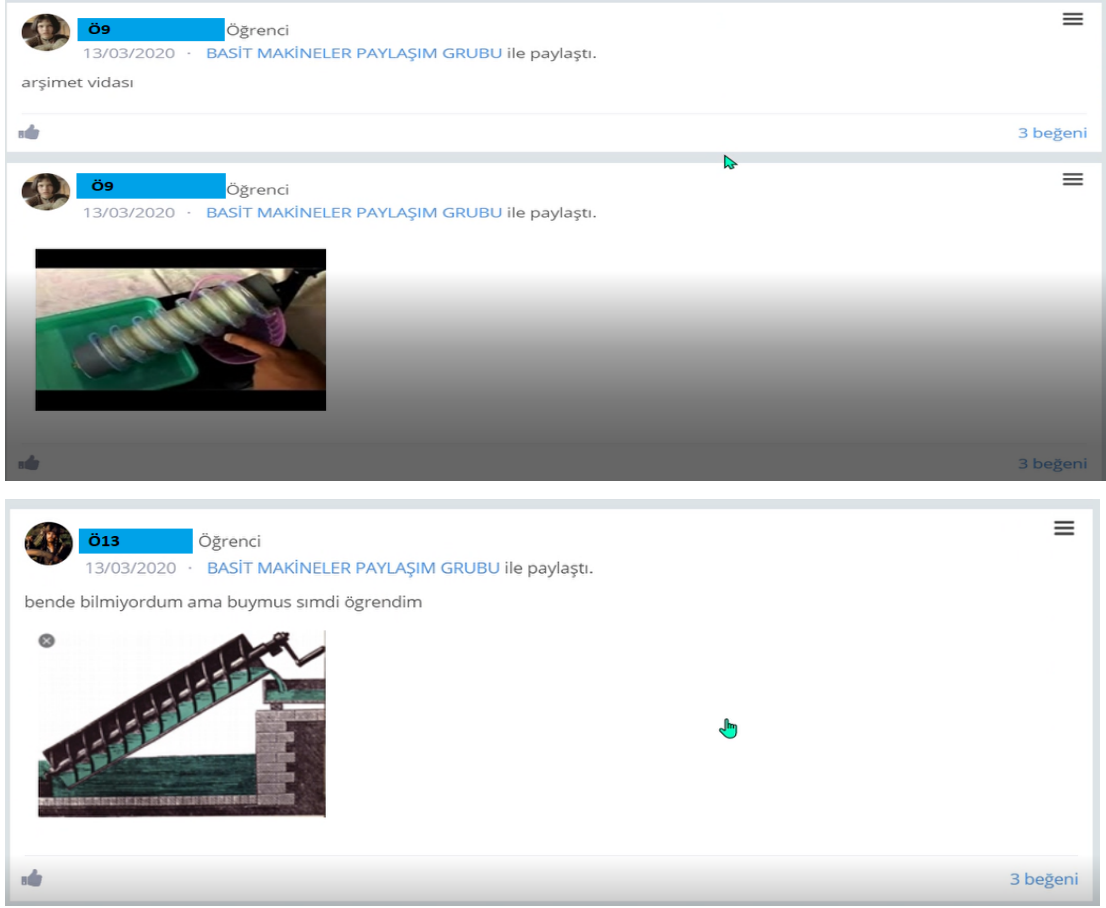 Ö9 Öğrenci
13/03/2020 · BASİT MAKİNELER PAYLAŞIM GRUBU ile paylaştı.
arşimet vidası
3 beğeni
Ö9 Öğrenci
13/03/2020 · BASİT MAKİNELER PAYLAŞIM GRUBU ile paylaştı.
3 beğeni
Ö13 Öğrenci
13/03/2020 · BASİT MAKİNELER PAYLAŞIM GRUBU ile paylaştı.
bende bilmiyordum ama buymus sımdi ögrendim
3 beğeni